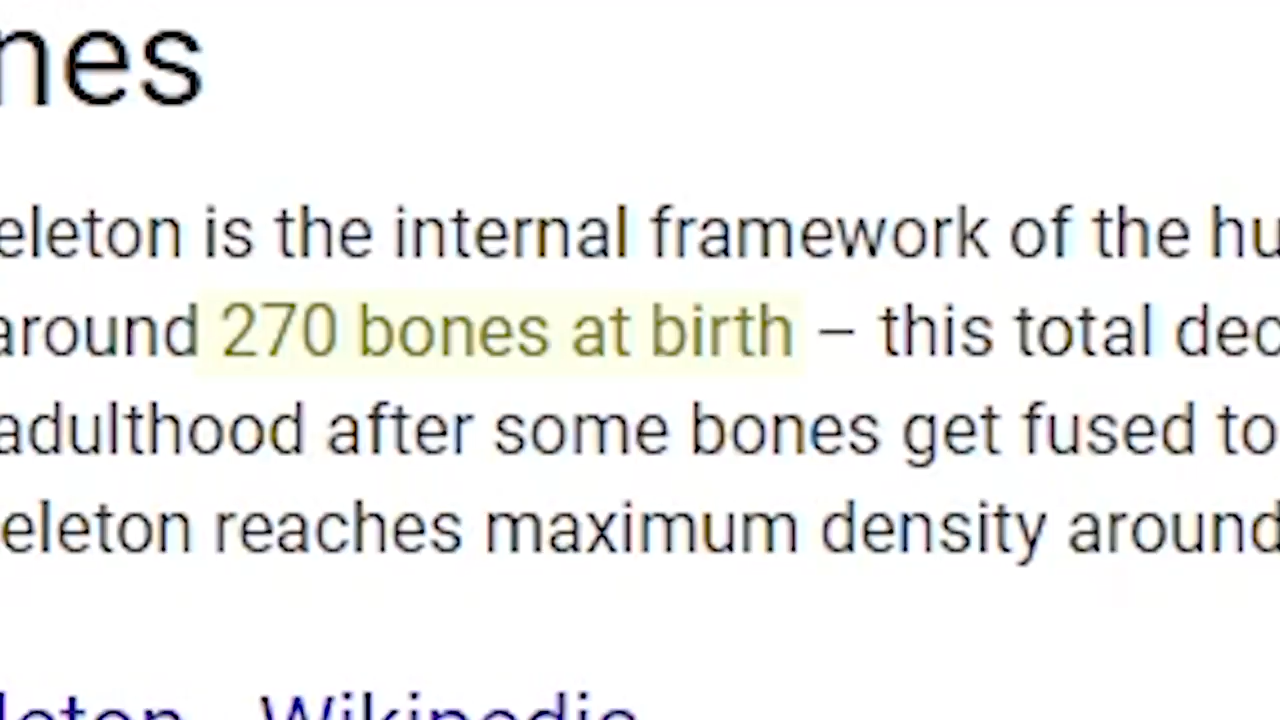 nes
eleton is the internal framework of the hu
around 270 bones at birth – this total dec
adulthood after some bones get fused to
eleton reaches maximum density around
leton - Wikipedia